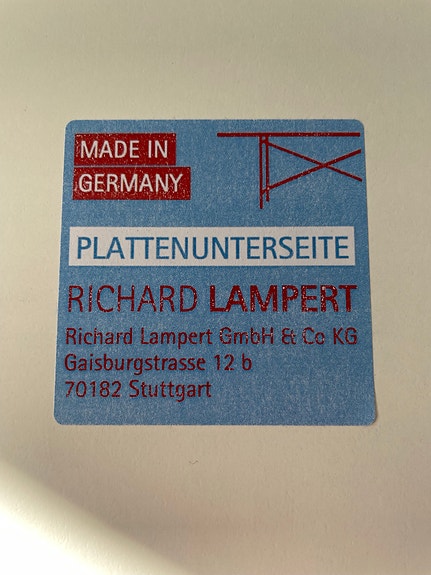 MADE IN
GERMANY
PLATTENUNTERSEITE
RICHARD LAMPERT
Richard Lampert GmbH & Co KG
Gaisburgstrasse 12 b
70182 Stuttgart